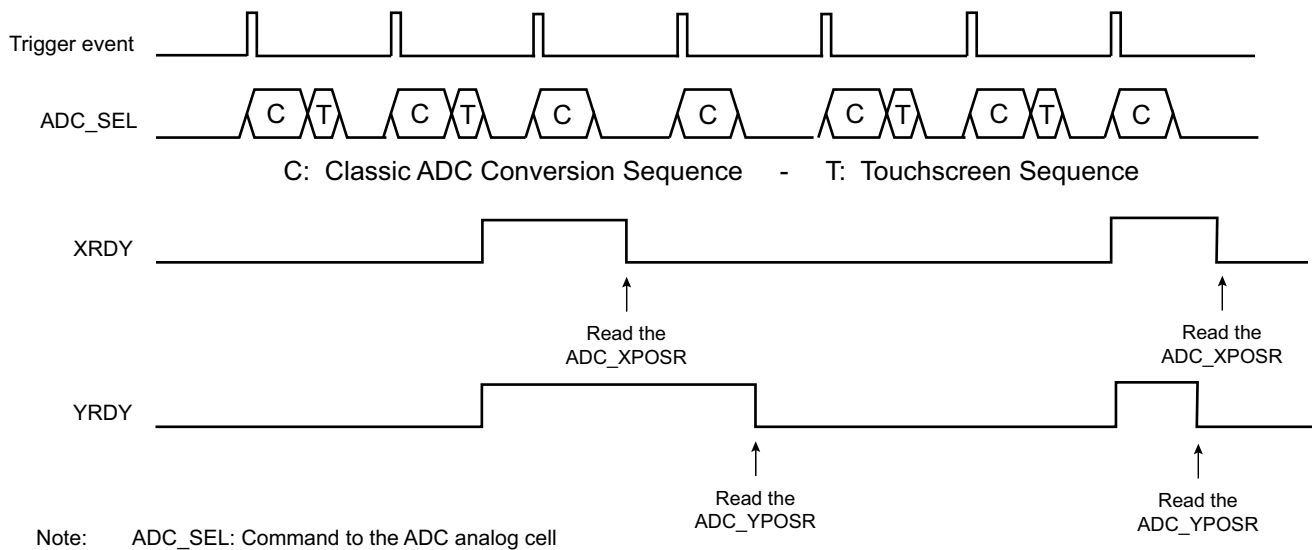 Trigger event
ADC_SEL
C T C T C C C T C T C
C: Classic ADC Conversion Sequence - T: Touchscreen Sequence
XRDY
Read the
ADC_XPOSR
Read the
ADC_XPOSR
YRDY
Read the
ADC_YPOSR
Read the
ADC_YPOSR
Note: ADC_SEL: Command to the ADC analog cell